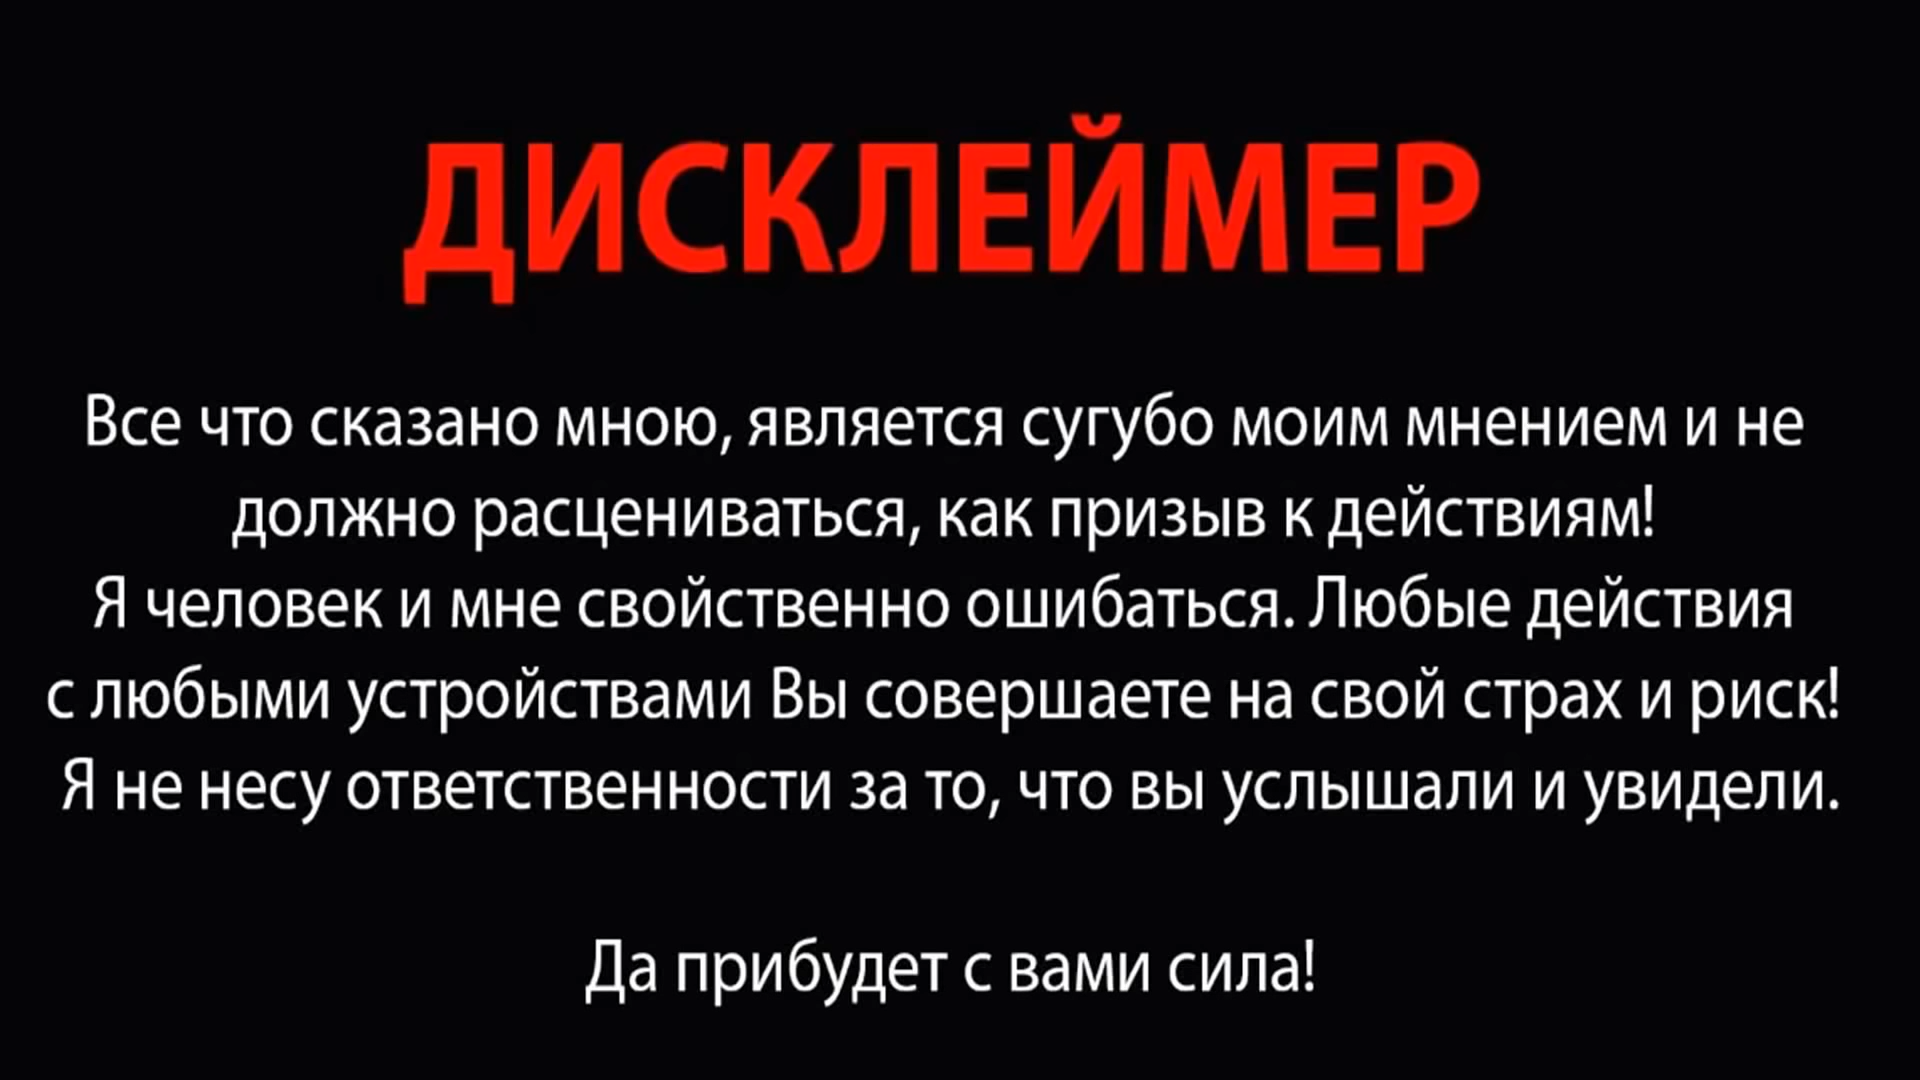 ДИСКЛЕЙМЕР
Все что сказано мною, является сугубо моим мнением и не
должно расцениваться, как призыв к действиям!
Я человек и мне свойственно ошибаться. Любые действия
с любыми устройствами Вы совершаете на свой страх и риск!
Я не несу ответственности за то, что вы услышали и увидели.
Да прибудет с вами сила!